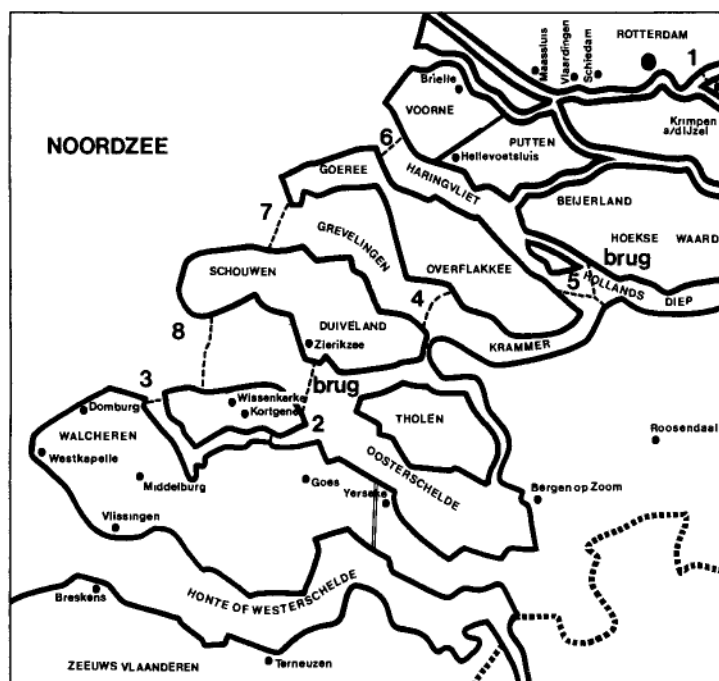 ROTTERDAM
Maassluis
Vlaardingen
Schiedam
1
Brielle
VOORNE
Krimpen
a/dIJzel
NOORDZEE
6
PUTTEN
Hellevoetsluis
GOEREE
HARINGVLIET
BEIJERLAND
7
GREVELINGEN
HOEKSE WAARD
brug
SCHOUWEN
OVERFLAKKEE
5
HOLLANDS
DIEP
4
8
DUIVELAND
Zierikzee
KRAMMER
3
brug
Wissenkerke
Domburg
Kortgene
2
THOLEN
WALCHEREN
Roosendaal
Westkapelle
OOSTERSCHELDE
Middelburg
Goes
Yerseke
Bergen op Zoom
Vlissingen
Breskens
HONTE OF WESTERSCHELDE
ZEEUWS VLAANDEREN
Terneuzen